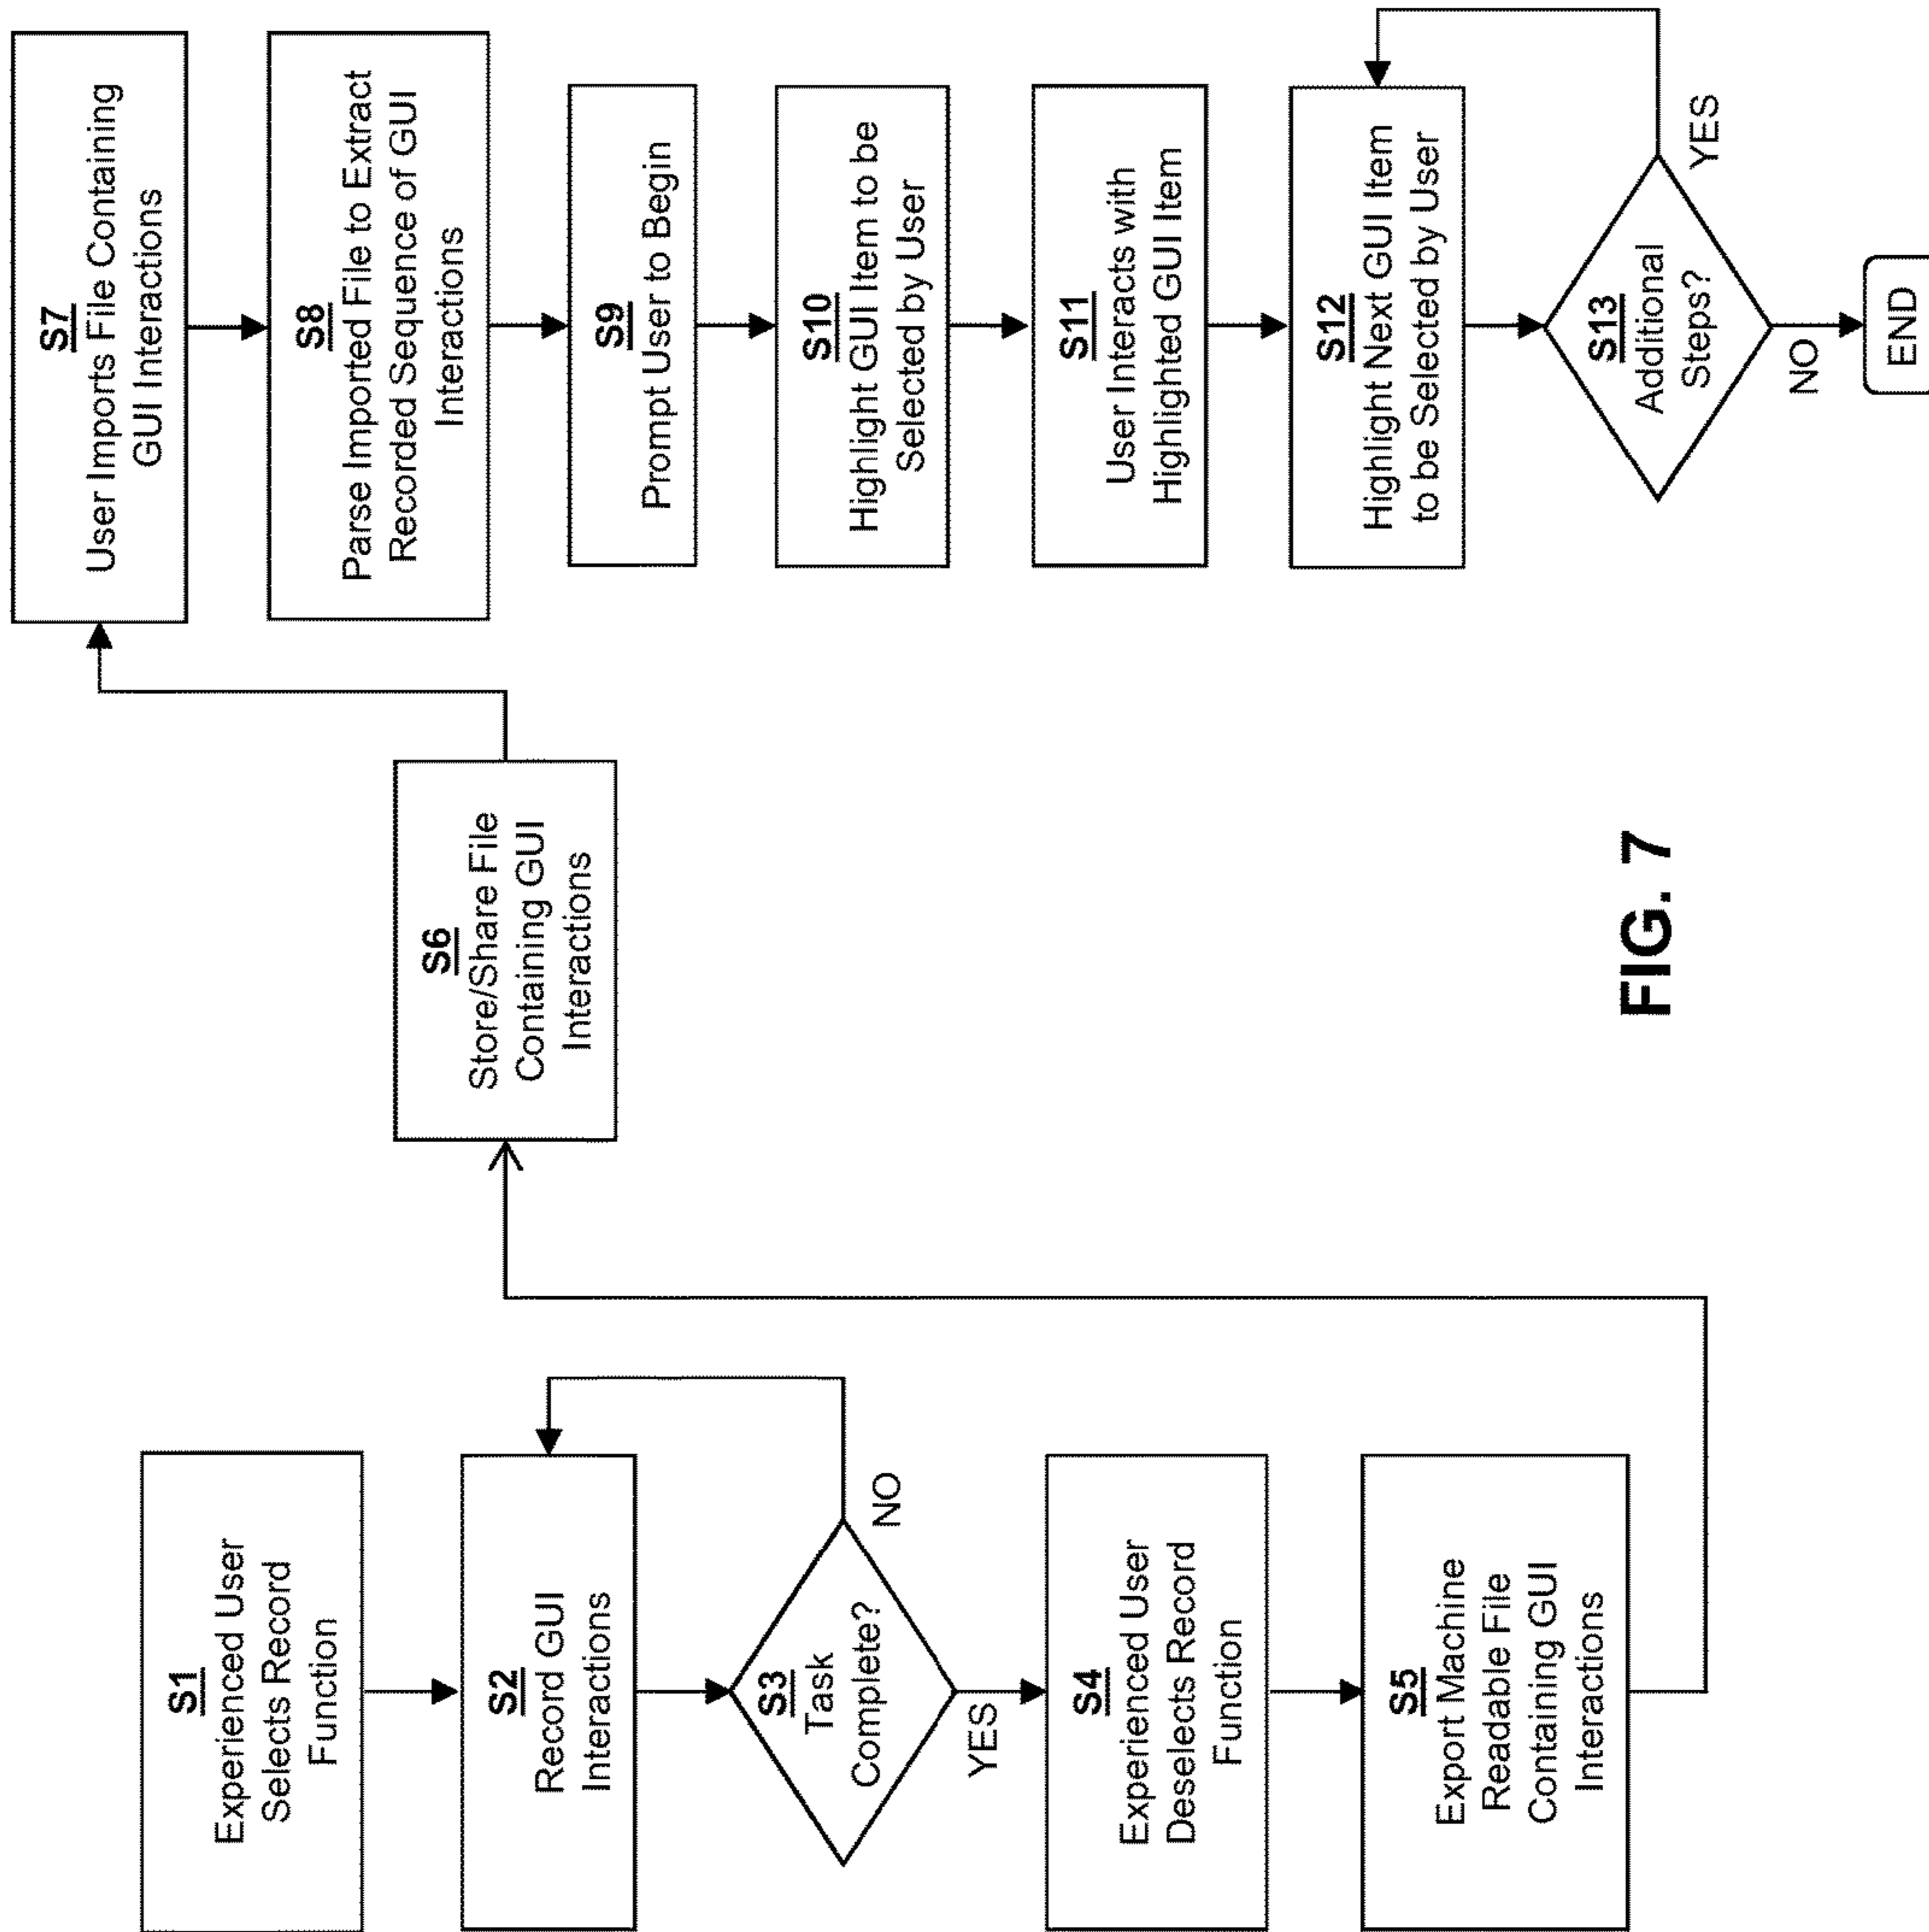 S1
Experienced User
Selects Record
Function
S2
Record GUI
Interactions
S3
Task
Complete?
NO
YES
S4
Experienced User
Deselects Record
Function
S5
Export Machine
Readable File
Containing GUI
Interactions
S6
Store/Share File
Containing GUI
Interactions
S7
User Imports File Containing
GUI Interactions
S8
Parse Imported File to Extract
Recorded Sequence of GUI
Interactions
S9
Prompt User to Begin
S10
Highlight GUI Item to be
Selected by User
S11
User Interacts with
Highlighted GUI Item
S12
Highlight Next GUI Item
to be Selected by User
S13
Additional
Steps?
YES
NO
END
FIG. 7